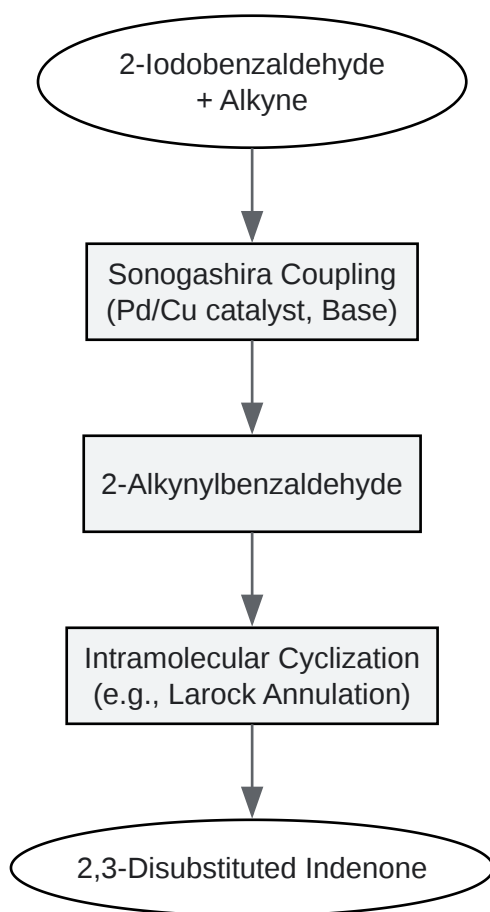 2-Iodobenzaldehyde
+ Alkyne
Sonogashira Coupling
(Pd/Cu catalyst, Base)
2-Alkynylbenzaldehyde
Intramolecular Cyclization
(e.g., Larock Annulation)
2,3-Disubstituted Indenone